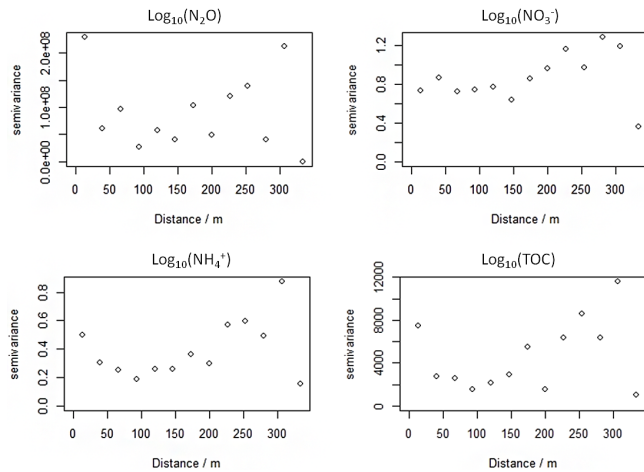 Log₁₀(N₂O)
semivariance
0.0e+00 1.0e+08 2.0e+08
0 50 100 150 200 250 300
Distance / m
Log₁₀(NO₃⁻)
semivariance
0.0 0.4 0.8 1.2
0 50 100 150 200 250 300
Distance / m
Log₁₀(NH₄⁺)
semivariance
0.0 0.2 0.4 0.6 0.8
0 50 100 150 200 250 300
Distance / m
Log₁₀(TOC)
semivariance
0 4000 8000 12000
0 50 100 150 200 250 300
Distance / m